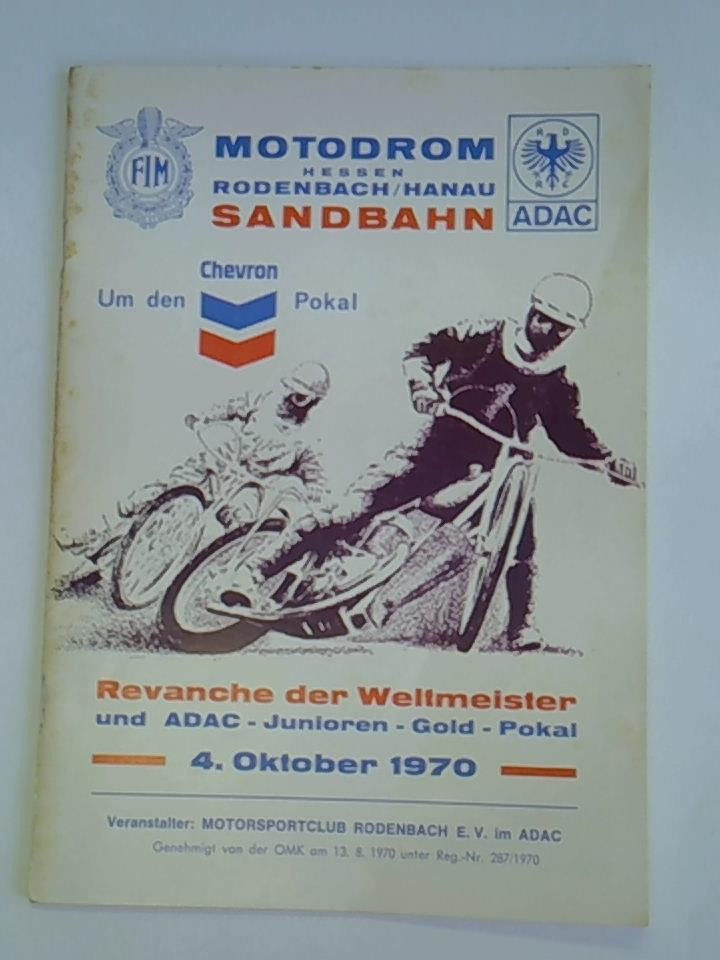 FIM
MOTODROM
HESSEN
RODENBACH/HANAU
SANDBAHN
ADAC
Chevron
Um den Pokal
Revanche der Weltmeister
und ADAC - Junioren - Gold - Pokal
4. Oktober 1970
Veranstalter: MOTORSPORTCLUB RODENBACH E. V. im ADAC
Genehmigt von der OMK am 13. 8. 1970 unter Reg.-Nr. 287/1970